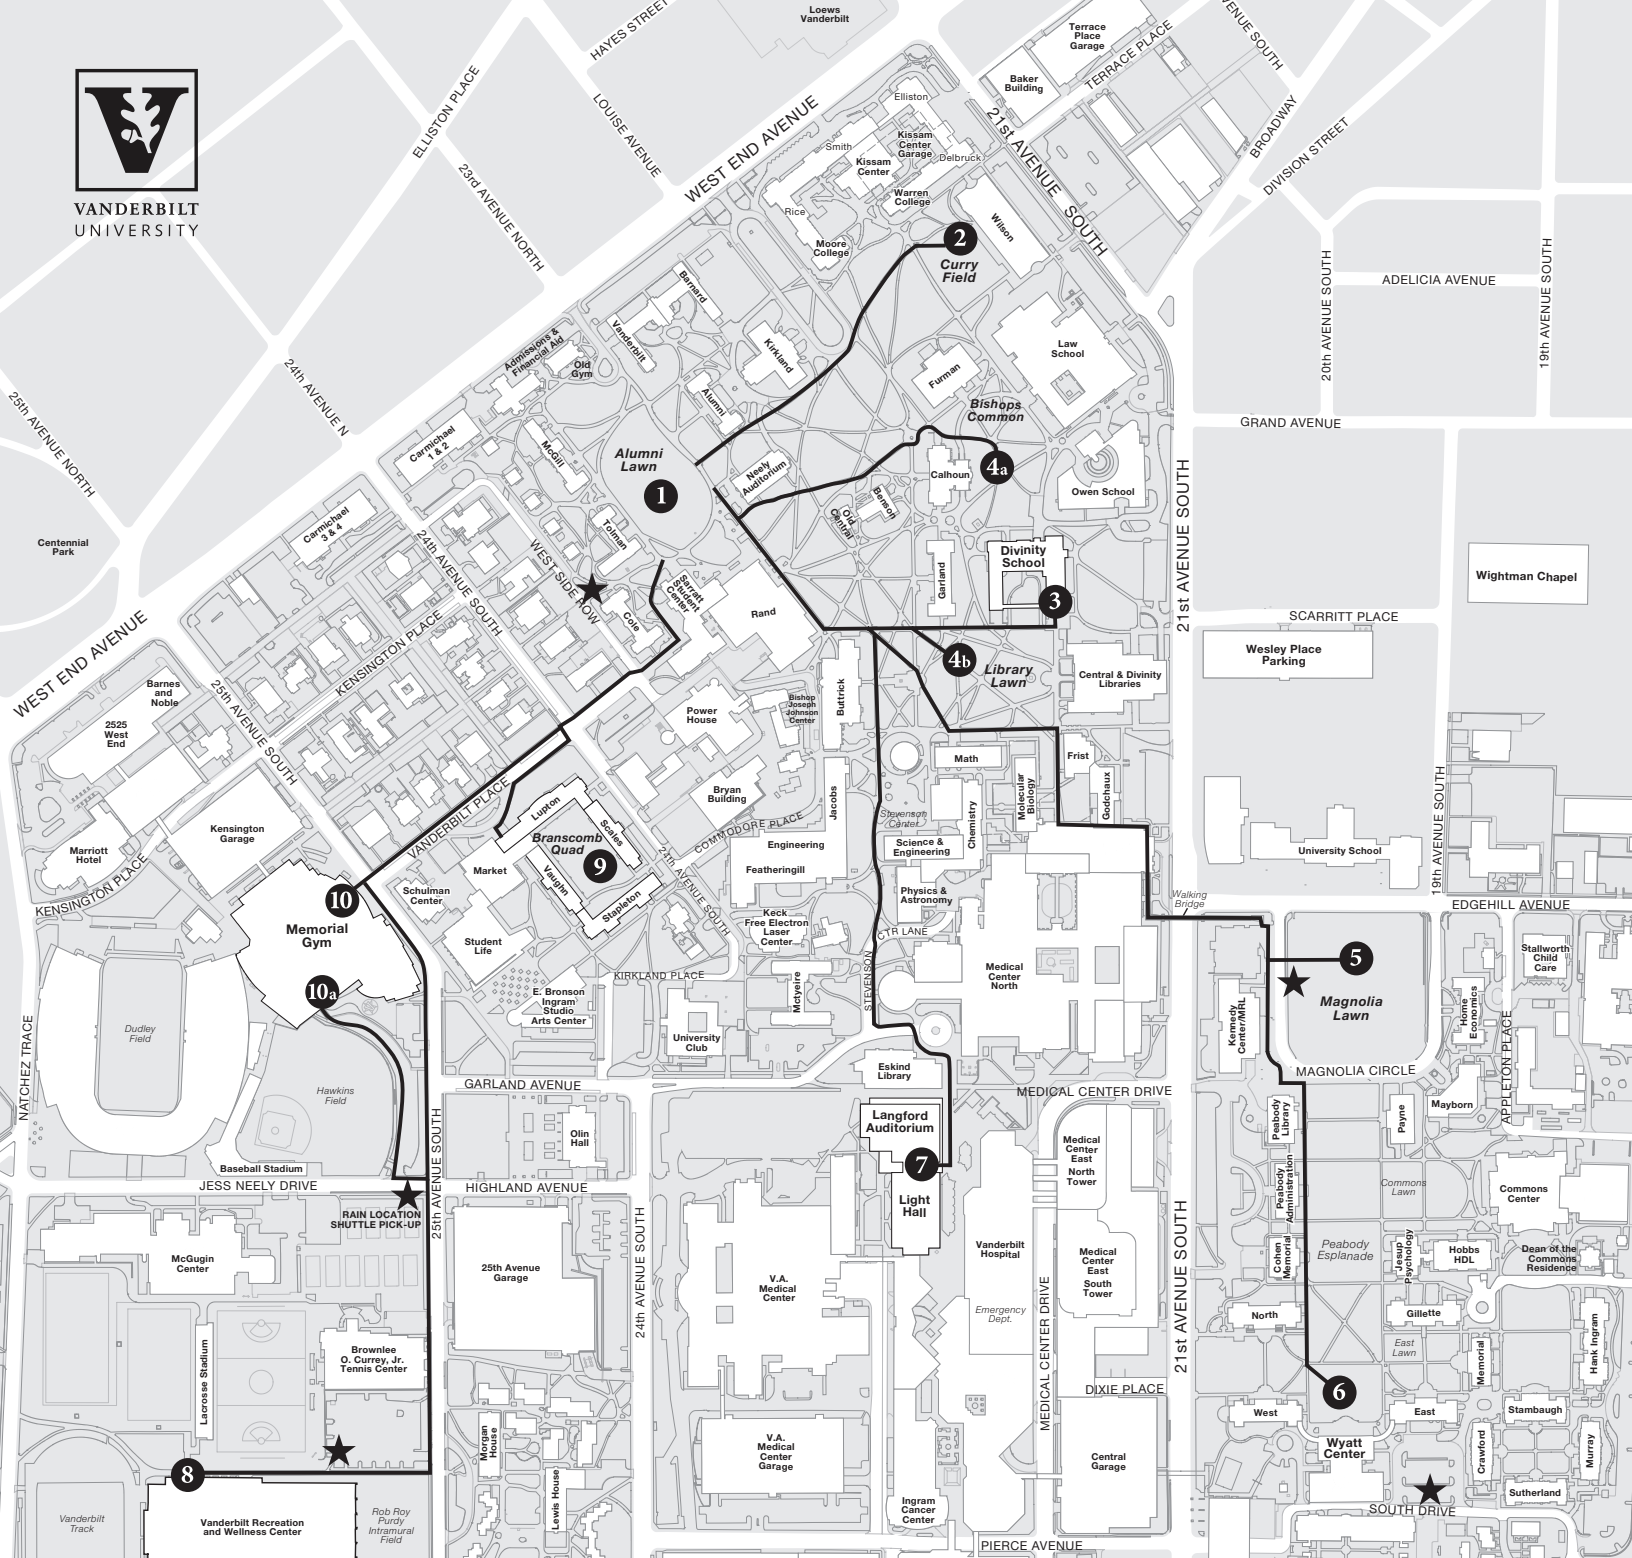 Loews
Vanderbilt
HAYES STREET
Terrace
Place
Garage
TERRACE PLACE
AVENUE SOUTH
Baker
Building
ELLISTON PLACE
LOUISE AVENUE
WEST END AVENUE
21st AVENUE SOUTH
BROADWAY
DIVISION STREET
V
VANDERBILT
UNIVERSITY
23rd AVENUE NORTH
Elliston
Kissam
Center
Garage
Smith
Delbruck
Kissam
Center
Warren
College
Rice
Wilson
Moore
College
2
Curry
Field
20th AVENUE SOUTH
ADELICIA AVENUE
19th AVENUE SOUTH
Barnard
Vanderbilt
Kirkland
Admissions &
Financial Aid
Old
Gym
Law
School
Furman
Alumni
Bishops
Common
24th AVENUE N
25th AVENUE NORTH
Carmichael
1 & 2
McGill
Alumni
Lawn
1
Neely
Auditorium
Calhoun
4a
Owen School
GRAND AVENUE
Benson
Old
Central
Carmichael
3 & 4
Centennial
Park
24th AVENUE SOUTH
WEST SIDE ROW
Tolman
Cole
Sarratt
Student
Center
Rand
Garland
Divinity
School
3
21st AVENUE SOUTH
Wightman Chapel
SCARRITT PLACE
Wesley Place
Parking
WEST END AVENUE
KENSINGTON PLACE
4b
Library
Lawn
Central & Divinity
Libraries
Barnes
and
Noble
2525
West
End
25th AVENUE SOUTH
Power
House
Bishop
Joseph
Johnson
Center
Buttrick
Math
Frist
Godchaux
Molecular
Biology
Bryan
Building
Jacobs
Stevenson
Center
Chemistry
Science &
Engineering
VANDERBILT PLACE
Lupton
Scales
Branscomb
Quad
9
Vaughn
Stapleton
Market
COMMODORE PLACE
24th AVENUE SOUTH
Engineering
Featheringill
Kensington
Garage
Marriott
Hotel
KENSINGTON PLACE
Schulman
Center
Physics &
Astronomy
University School
19th AVENUE SOUTH
Walking
Bridge
EDGEHILL AVENUE
10
Memorial
Gym
10a
Student
Life
Keck
Free Electron
Laser
Center
CTR LANE
STEVENSON
Medical
Center
North
5
Magnolia
Lawn
Stallworth
Child
Care
KIRKLAND PLACE
E. Bronson
Ingram
Studio
Arts Center
McTyeire
University
Club
Kennedy
Center/MRL
Home
Economics
APPLETON PLACE
Dudley
Field
NATCHEZ TRACE
Hawkins
Field
Eskind
Library
GARLAND AVENUE
MEDICAL CENTER DRIVE
MAGNOLIA CIRCLE
Langford
Auditorium
7
Light
Hall
Olin
Hall
Peabody
Library
Payne
Mayborn
Medical
Center
East
North
Tower
Baseball Stadium
JESS NEELY DRIVE
HIGHLAND AVENUE
25th AVENUE SOUTH
RAIN LOCATION
SHUTTLE PICK-UP
Peabody
Administration
Commons
Lawn
Commons
Center
McGugin
Center
25th Avenue
Garage
24th AVENUE SOUTH
V.A.
Medical
Center
Vanderbilt
Hospital
Medical
Center
East
South
Tower
21st AVENUE SOUTH
Cohen
Memorial
Peabody
Esplanade
Jesup
Psychology
Hobbs
HDL
Dean of the
Commons
Residence
Emergency
Dept.
MEDICAL CENTER DRIVE
North
Gillette
East
Lawn
Memorial
Hank Ingram
Lacrosse Stadium
Brownlee
O. Currey, Jr.
Tennis Center
DIXIE PLACE
6
West
East
Stambaugh
Wyatt
Center
Crawford
Murray
Morgan
House
V.A.
Medical
Center
Garage
Central
Garage
8
Sutherland
SOUTH DRIVE
Lewis House
Ingram
Cancer
Center
Vanderbilt
Track
Vanderbilt Recreation
and Wellness Center
Rob Roy
Purdy
Intramural
Field
PIERCE AVENUE